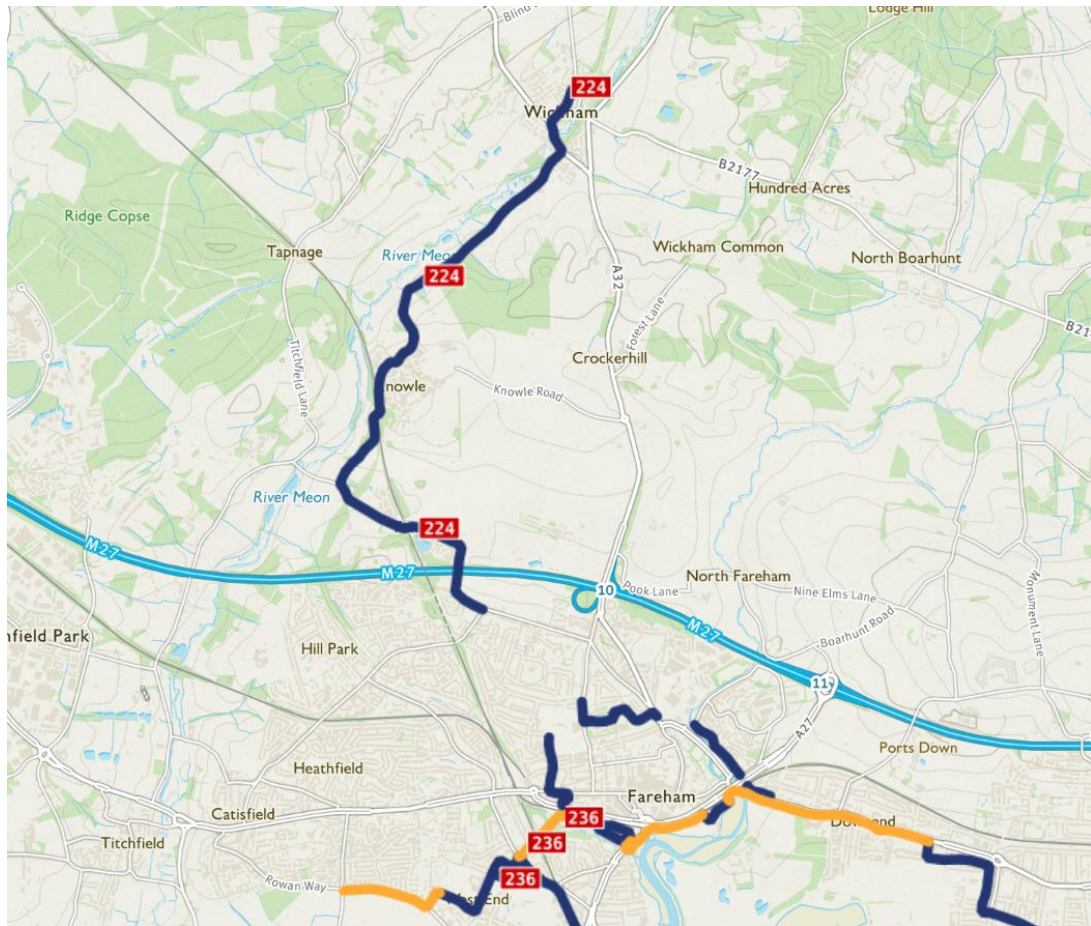 Lodge Hill
224
Wickham
B2177
Hundred Acres
Ridge Copse
Tapnage
River Meon
Wickham Common
North Boarhunt
224
A32
Forest Lane
Titchfield Lane
Crockerhill
Knowle Road
River Meon
224
M27
M27
10
Pook Lane
North Fareham
Nine Elms Lane
Monument Lane
M27
Boarhunt Road
Hill Park
11
A27
Ports Down
Heathfield
Fareham
Catisfield
236
Titchfield
236
Rowan Way
236